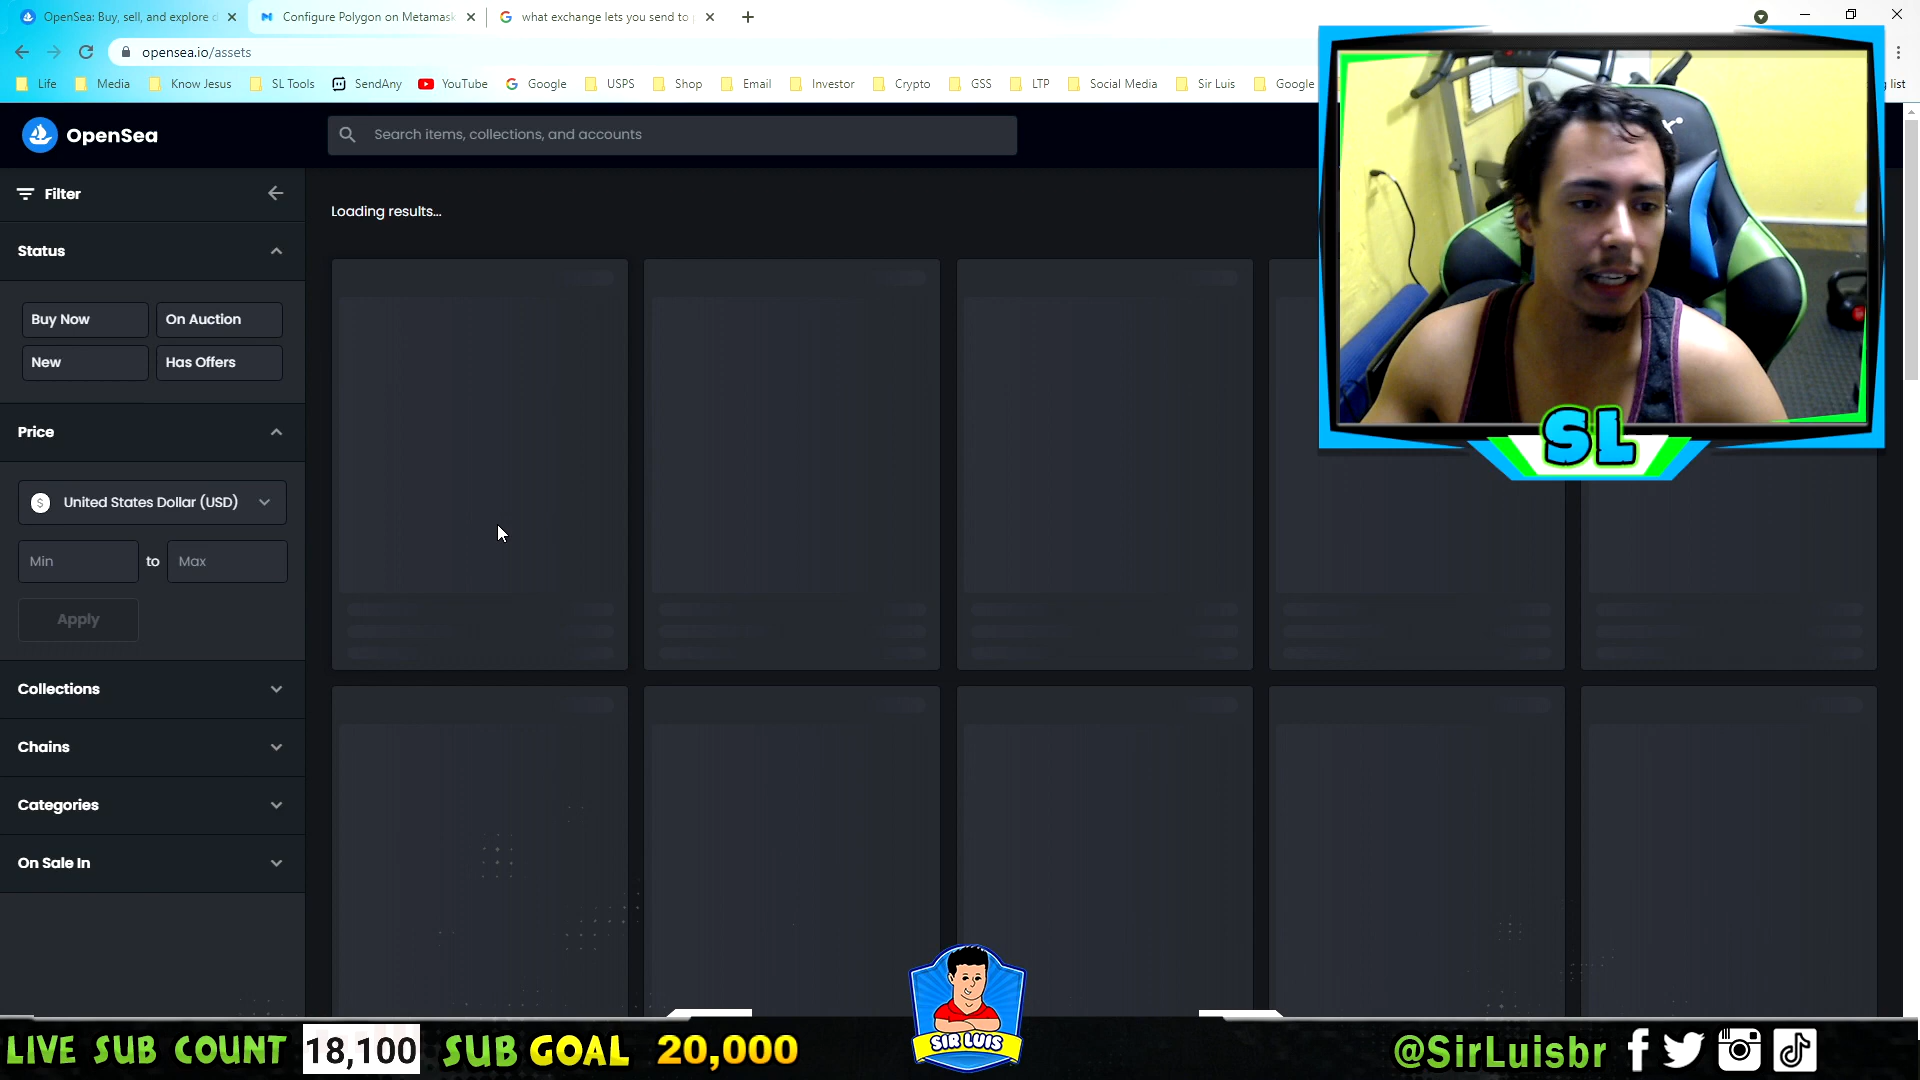 OpenSea: Buy, sell, and explore d
Configure Polygon on Metamask
what exchange lets you send to
opensea.io/assets
Life
Media
Know Jesus
SL Tools
SendAny
YouTube
Google
USPS
Shop
Email
Investor
Crypto
GSS
LTP
Social Media
Sir Luis
Google
list
OpenSea
Search items, collections, and accounts
Filter
Loading results...
Status
Buy Now
On Auction
New
Has Offers
Price
$ United States Dollar (USD)
Min to Max
Apply
Collections
Chains
Categories
On Sale In
SL
SIR LUIS
LIVE SUB COUNT 18,100 SUB GOAL 20,000
@SirLuisbr